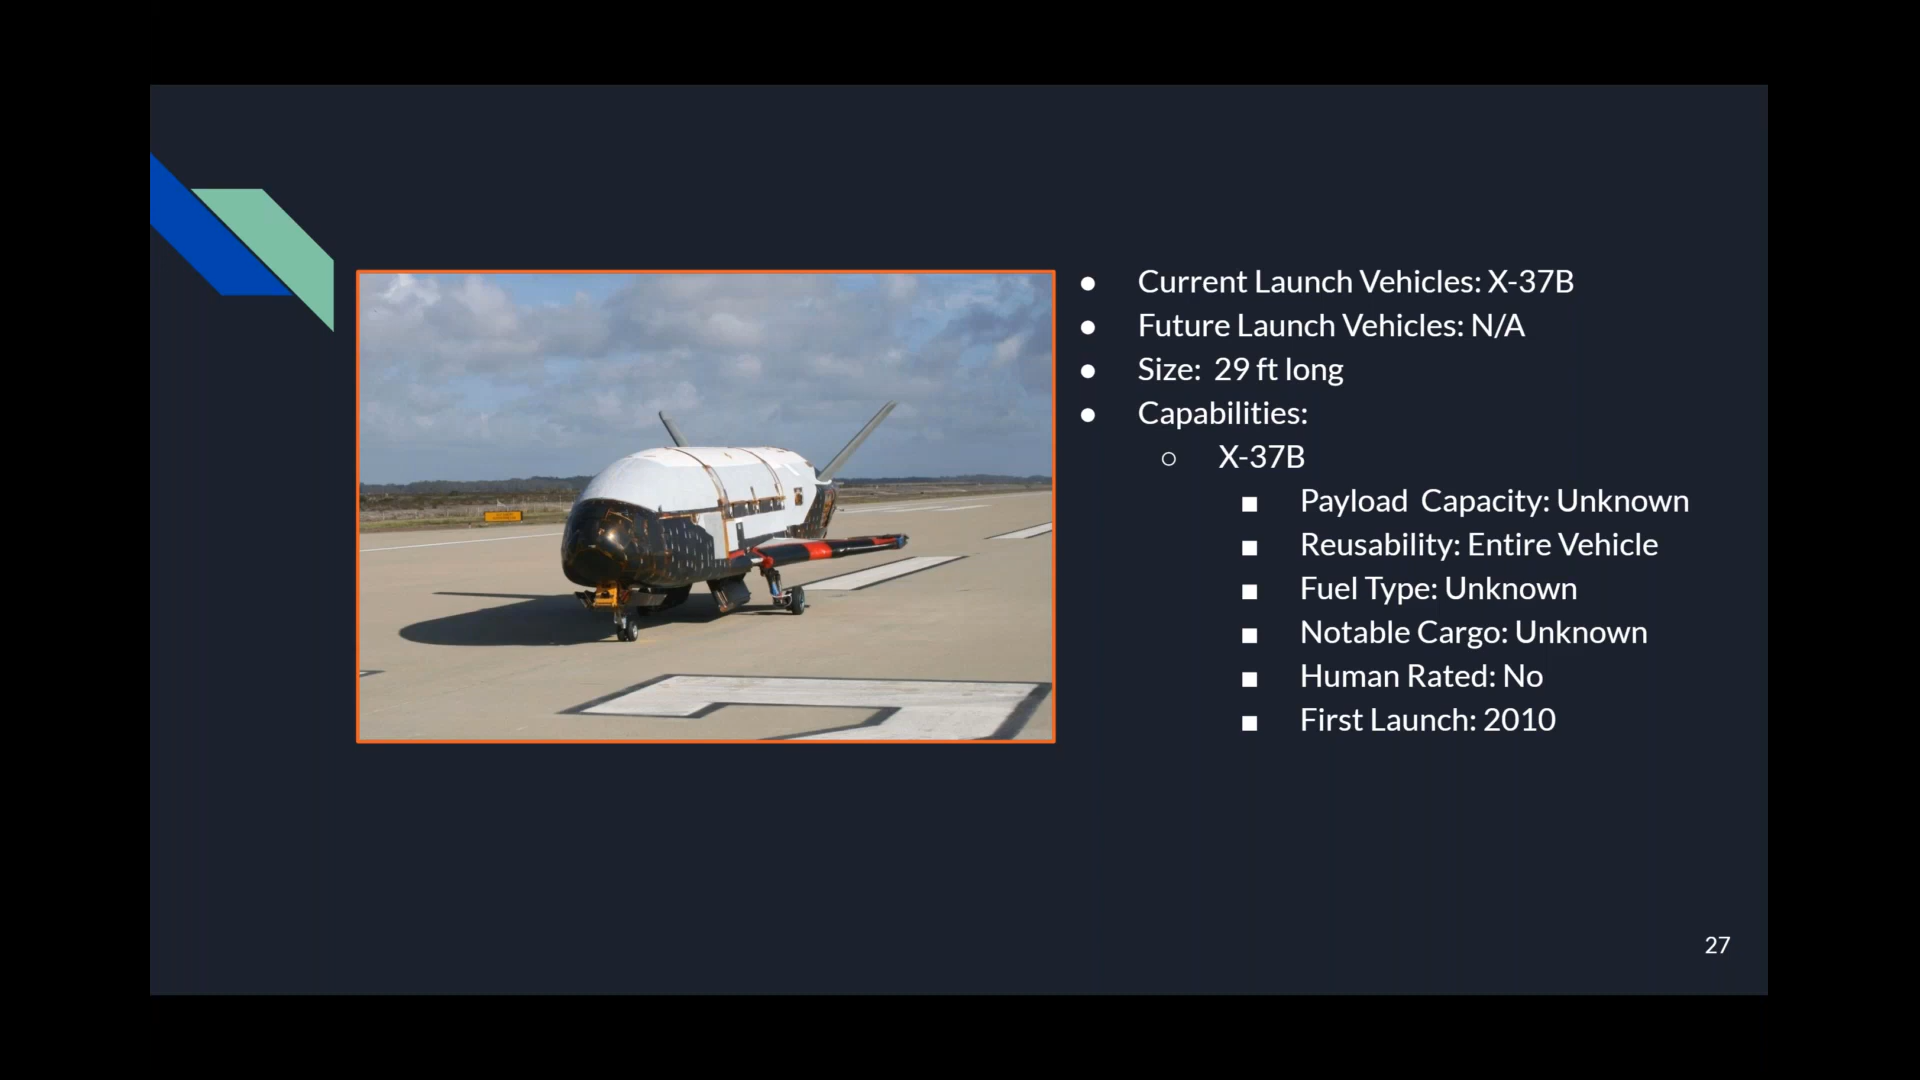 Current Launch Vehicles: X-37B
Future Launch Vehicles: N/A
Size:  29 ft long
Capabilities:
X-37B
Payload  Capacity: Unknown
Reusability: Entire Vehicle
Fuel Type: Unknown
Notable Cargo: Unknown
Human Rated: No
First Launch: 2010
27